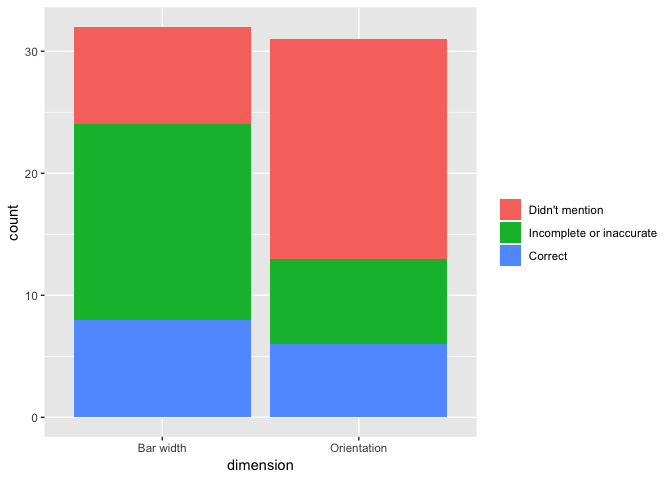 30
20
10
0
count
Bar width
Orientation
dimension
Didn't mention
Incomplete or inaccurate
Correct